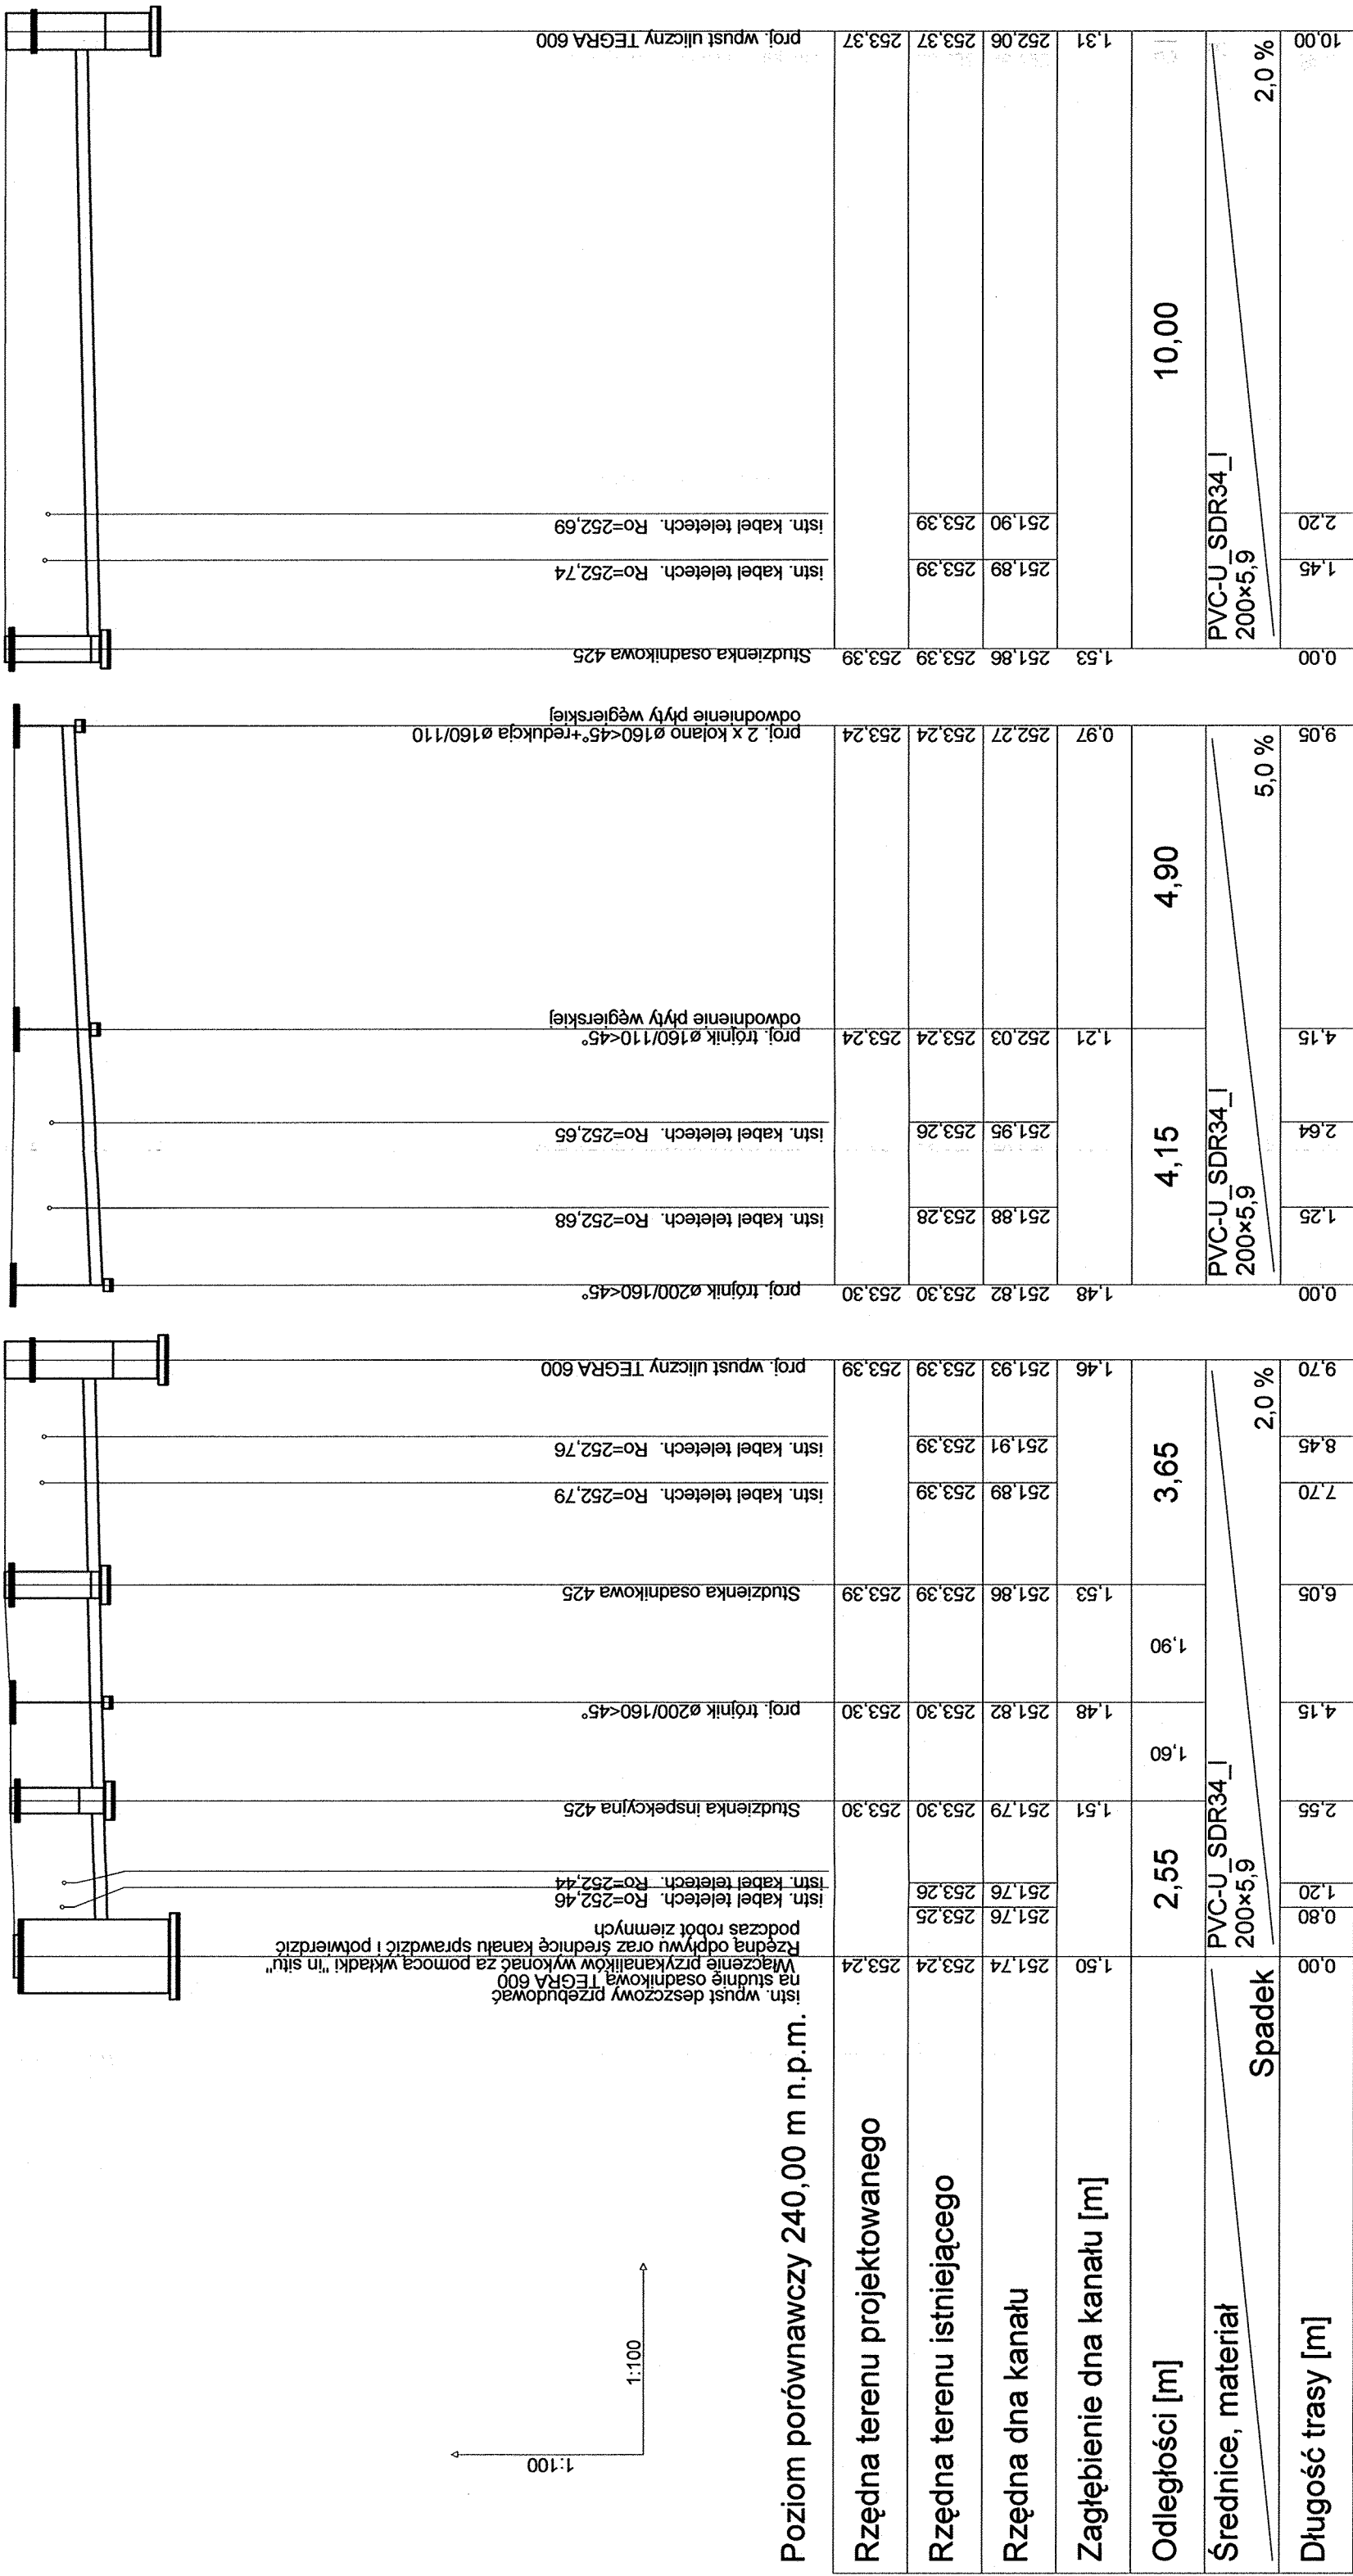 1:100
1:100
Poziom porównawczy 240,00 m n.p.m.
istn. wpust deszczowy przebudować
na studnię osadnikową TEGRA 600
Włączenie przykanalików wykonać za pomocą wkładki "in situ"
Rzędną odpływu oraz średnicę kanału sprawdzić i potwierdzić
podczas robót ziemnych
istn. kabel teletech. Ro=252,46
istn. kabel teletech. Ro=252,44
Studzienka inspekcyjna 425
proj. trójnik ø200/160<45°
Studzienka osadnikowa 425
istn. kabel teletech. Ro=252,79
istn. kabel teletech. Ro=252,76
proj. wpust uliczny TEGRA 600
proj. trójnik ø200/160<45°
istn. kabel teletech. Ro=252,68
istn. kabel teletech. Ro=252,65
proj. trójnik ø160/110<45°
odwodnienie płyty węgierskiej
proj. 2 x kolano ø160<45°+redukcja ø160/110
odwodnienie płyty węgierskiej
Studzienka osadnikowa 425
istn. kabel teletech. Ro=252,74
istn. kabel teletech. Ro=252,69
proj. wpust uliczny TEGRA 600
Rzędna terenu projektowanego
253,24 253,30 253,30 253,39 253,39 253,30 253,24 253,24 253,39 253,37
Rzędna terenu istniejącego
253,24 253,25 253,26 253,30 253,30 253,39 253,39 253,39 253,39 253,30 253,28 253,26 253,24 253,24 253,39 253,39 253,39 253,37
Rzędna dna kanału
251,74 251,76 251,76 251,79 251,82 251,86 251,89 251,91 251,93 251,82 251,88 251,95 252,03 252,27 251,86 251,89 251,90 252,06
Zagłębienie dna kanału [m]
1,50 1,51 1,48 1,53 1,46 1,48 1,21 0,97 1,53 1,31
Odległości [m]
2,55 1,60 1,90 3,65 4,15 4,90 10,00
Średnice, materiał
Spadek
PVC-U_SDR34_I
200×5,9
2,0 %
PVC-U_SDR34_I
200×5,9
5,0 %
PVC-U_SDR34_I
200×5,9
2,0 %
Długość trasy [m]
0,00 0,80 1,20 2,55 4,15 6,05 7,70 8,45 9,70 0,00 1,25 2,64 4,15 9,05 0,00 1,45 2,20 10,00